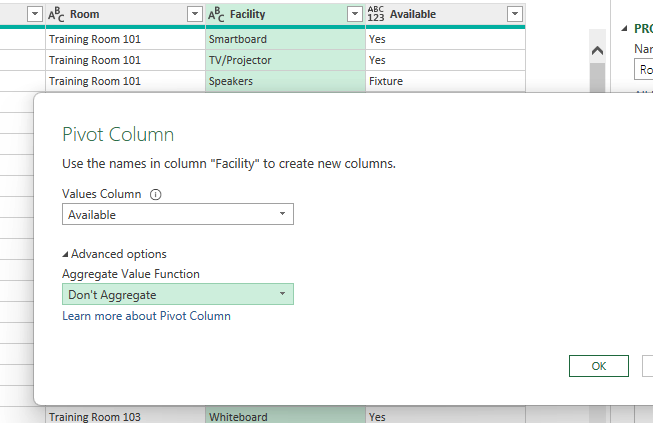 ABC Room ABC Facility ABC 123 Available
Training Room 101 Smartboard Yes
Training Room 101 TV/Projector Yes
Training Room 101 Speakers Fixture
PRO
Nar
Ro
Pivot Column
Use the names in column "Facility" to create new columns.
Values Column
Available
Advanced options
Aggregate Value Function
Don't Aggregate
Learn more about Pivot Column
OK
Training Room 103 Whiteboard Yes